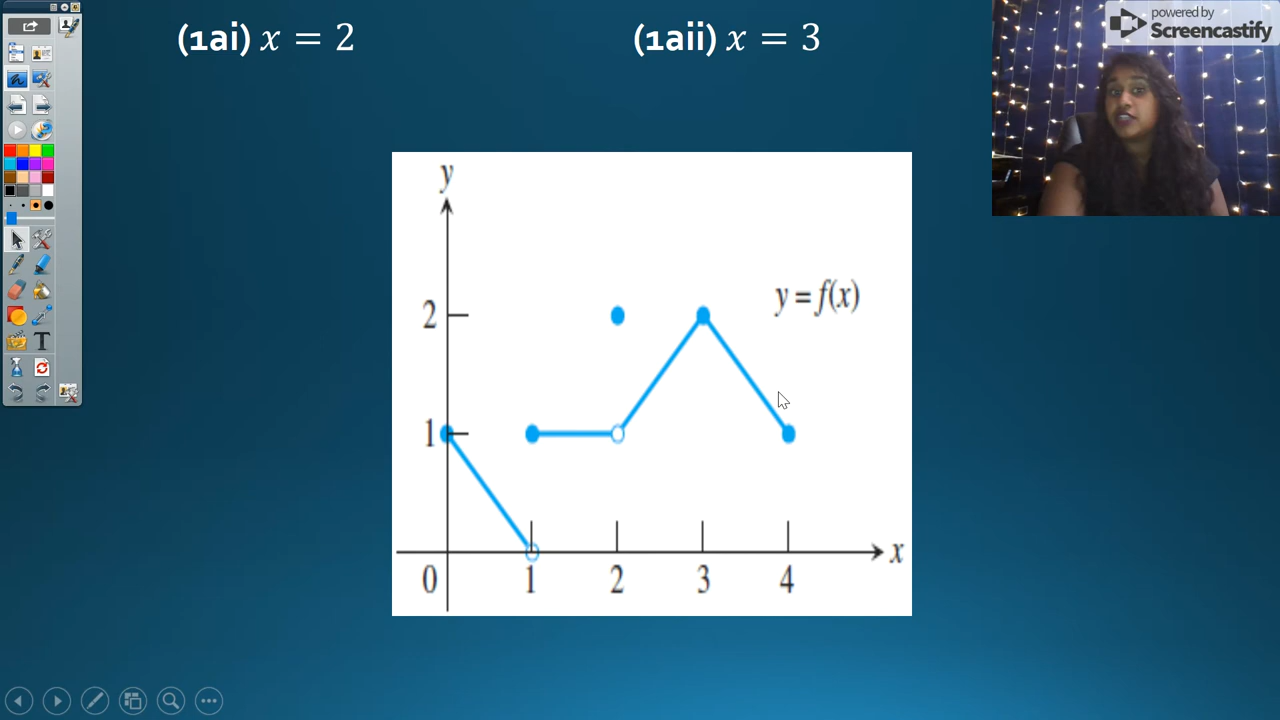 (1ai) x = 2
(1aii) x = 3
powered by
Screencastify
y
2
y = f(x)
1
x
0 1 2 3 4
T